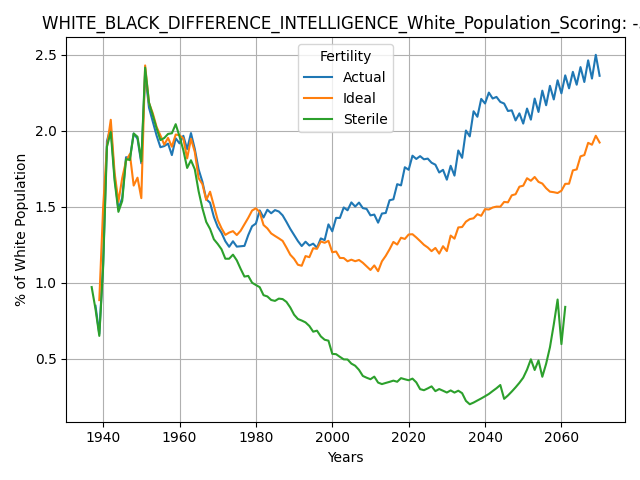 WHITE_BLACK_DIFFERENCE_INTELLIGENCE_White_Population_Scoring: -
Fertility
Actual
Ideal
Sterile
% of White Population
2.5
2.0
1.5
1.0
0.5
1940 1960 1980 2000 2020 2040 2060
Years